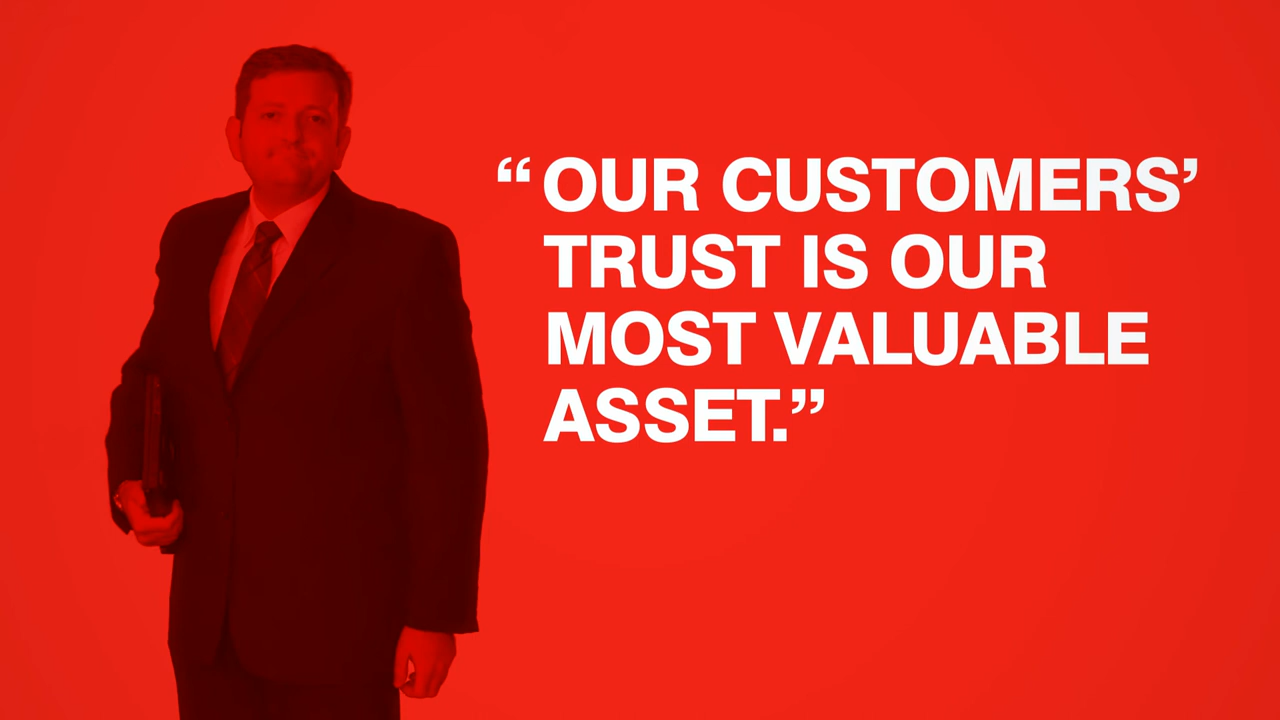 “OUR CUSTOMERS’
TRUST IS OUR
MOST VALUABLE
ASSET.”